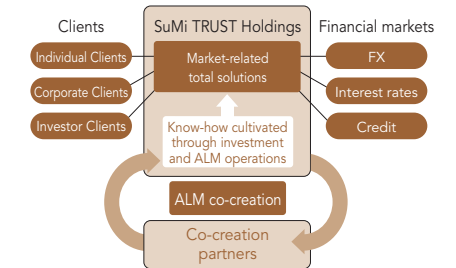 Clients
SuMi TRUST Holdings
Financial markets
Individual Clients
Corporate Clients
Investor Clients
Market-related
total solutions
FX
Interest rates
Credit
Know-how cultivated
through investment
and ALM operations
ALM co-creation
Co-creation
partners